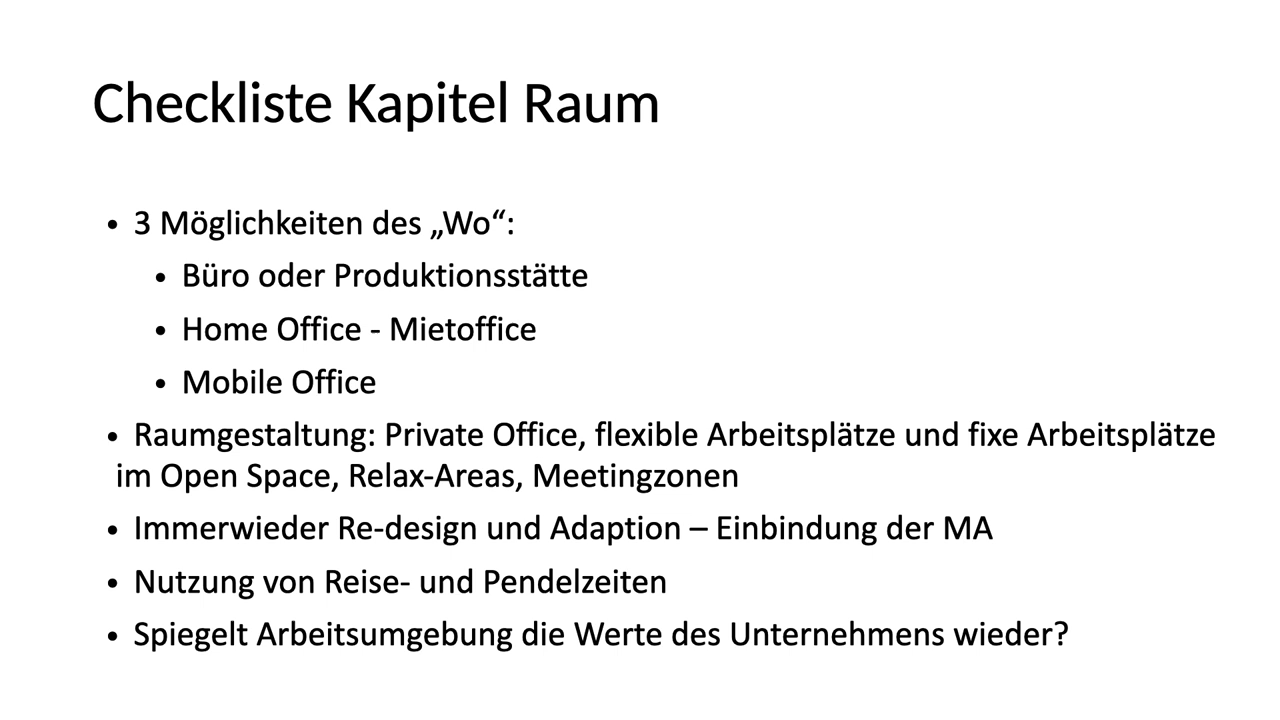 Checkliste Kapitel Raum
• 3 Möglichkeiten des „Wo“:
• Büro oder Produktionsstätte
• Home Office - Mietoffice
• Mobile Office
• Raumgestaltung: Private Office, flexible Arbeitsplätze und fixe Arbeitsplätze
im Open Space, Relax-Areas, Meetingzonen
• Immerwieder Re-design und Adaption – Einbindung der MA
• Nutzung von Reise- und Pendelzeiten
• Spiegelt Arbeitsumgebung die Werte des Unternehmens wieder?